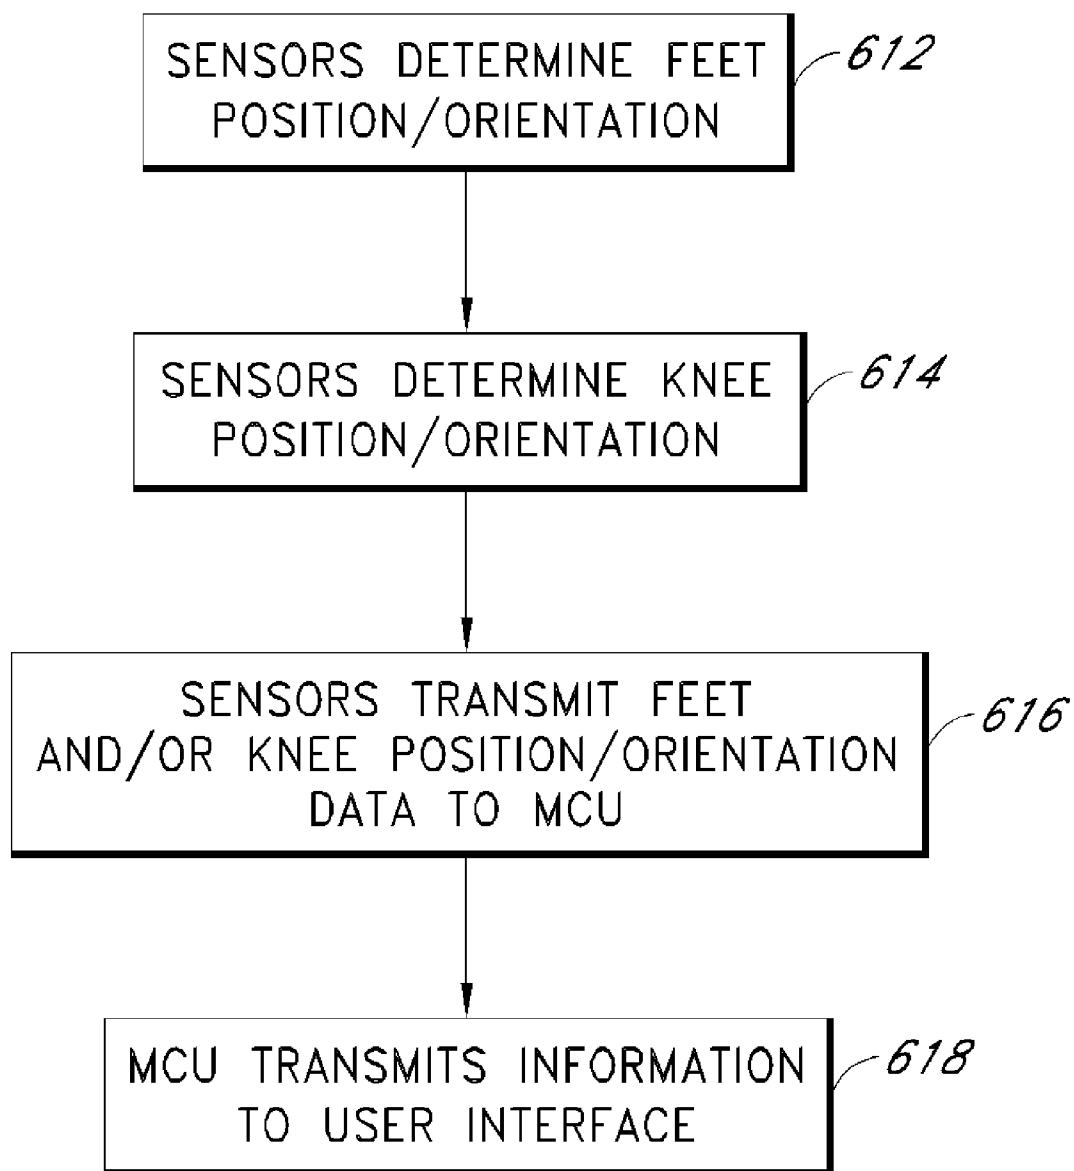 SENSORS DETERMINE FEET
POSITION/ORIENTATION
612
SENSORS DETERMINE KNEE
POSITION/ORIENTATION
614
SENSORS TRANSMIT FEET
AND/OR KNEE POSITION/ORIENTATION
DATA TO MCU
616
MCU TRANSMITS INFORMATION
TO USER INTERFACE
618